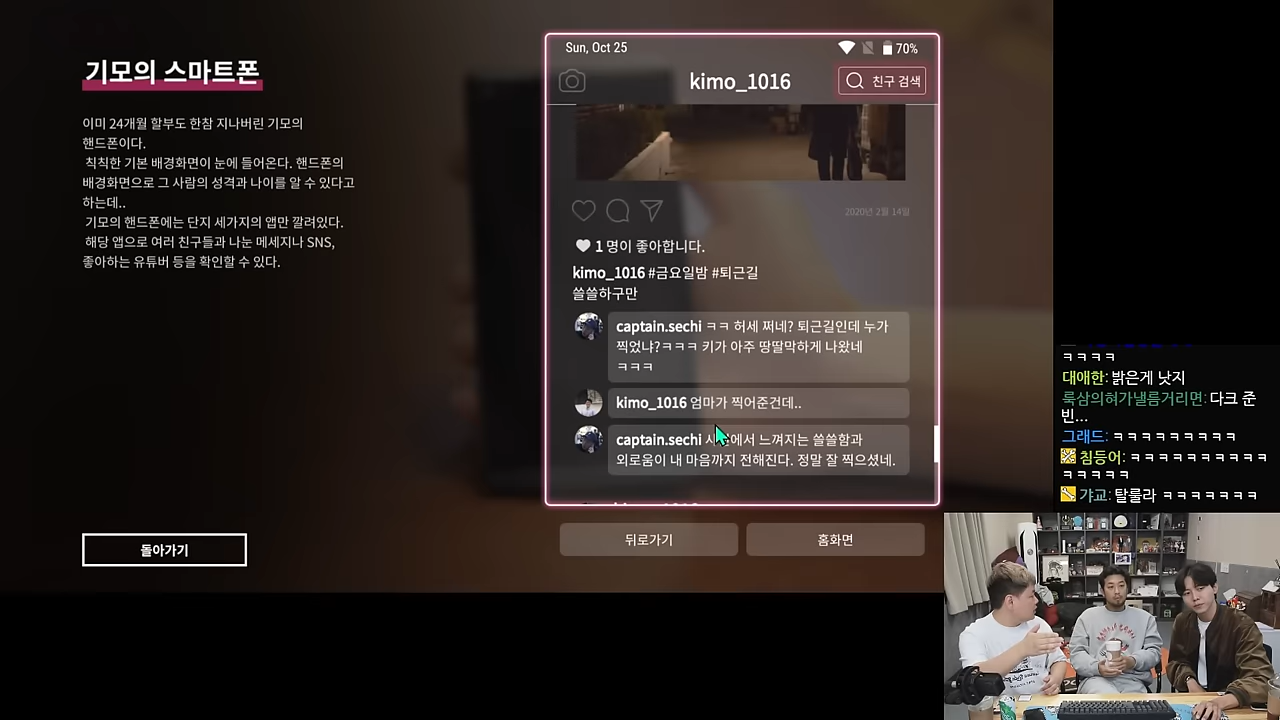 기모의 스마트폰
이미 24개월 할부도 한참 지나버린 기모의
핸드폰이다.
칙칙한 기본 배경화면이 눈에 들어온다. 핸드폰의
배경화면으로 그 사람의 성격과 나이를 알 수 있다고
하는데..
기모의 핸드폰에는 단지 세가지의 앱만 깔려있다.
해당 앱으로 여러 친구들과 나눈 메세지나 SNS,
좋아하는 유튜버 등을 확인할 수 있다.
돌아가기
Sun, Oct 25
70%
kimo_1016
친구 검색
2020년 2월 14일
1 명이 좋아합니다.
kimo_1016 #금요일밤 #퇴근길
쓸쓸하구만
captain.sechi ㅋㅋ 허세 쩌네? 퇴근길인데 누가
찍었냐?ㅋㅋㅋ 키가 아주 땅딸막하게 나왔네
ㅋㅋㅋ
kimo_1016 엄마가 찍어준건데..
captain.sechi 에서 느껴지는 쓸쓸함과
외로움이 내 마음까지 전해진다. 정말 잘 찍으셨네.
뒤로가기
홈화면
ㅋㅋㅋㅋ
대애한: 밝은게 낫지
룩삼의혀가낼름거리면: 다크 준
빈...
그래드: ㅋㅋㅋㅋㅋㅋㅋㅋㅋ
침등어: ㅋㅋㅋㅋㅋㅋㅋㅋㅋㅋ
ㅋㅋㅋㅋㅋ
갸교: 탈룰라 ㅋㅋㅋㅋㅋㅋㅋ